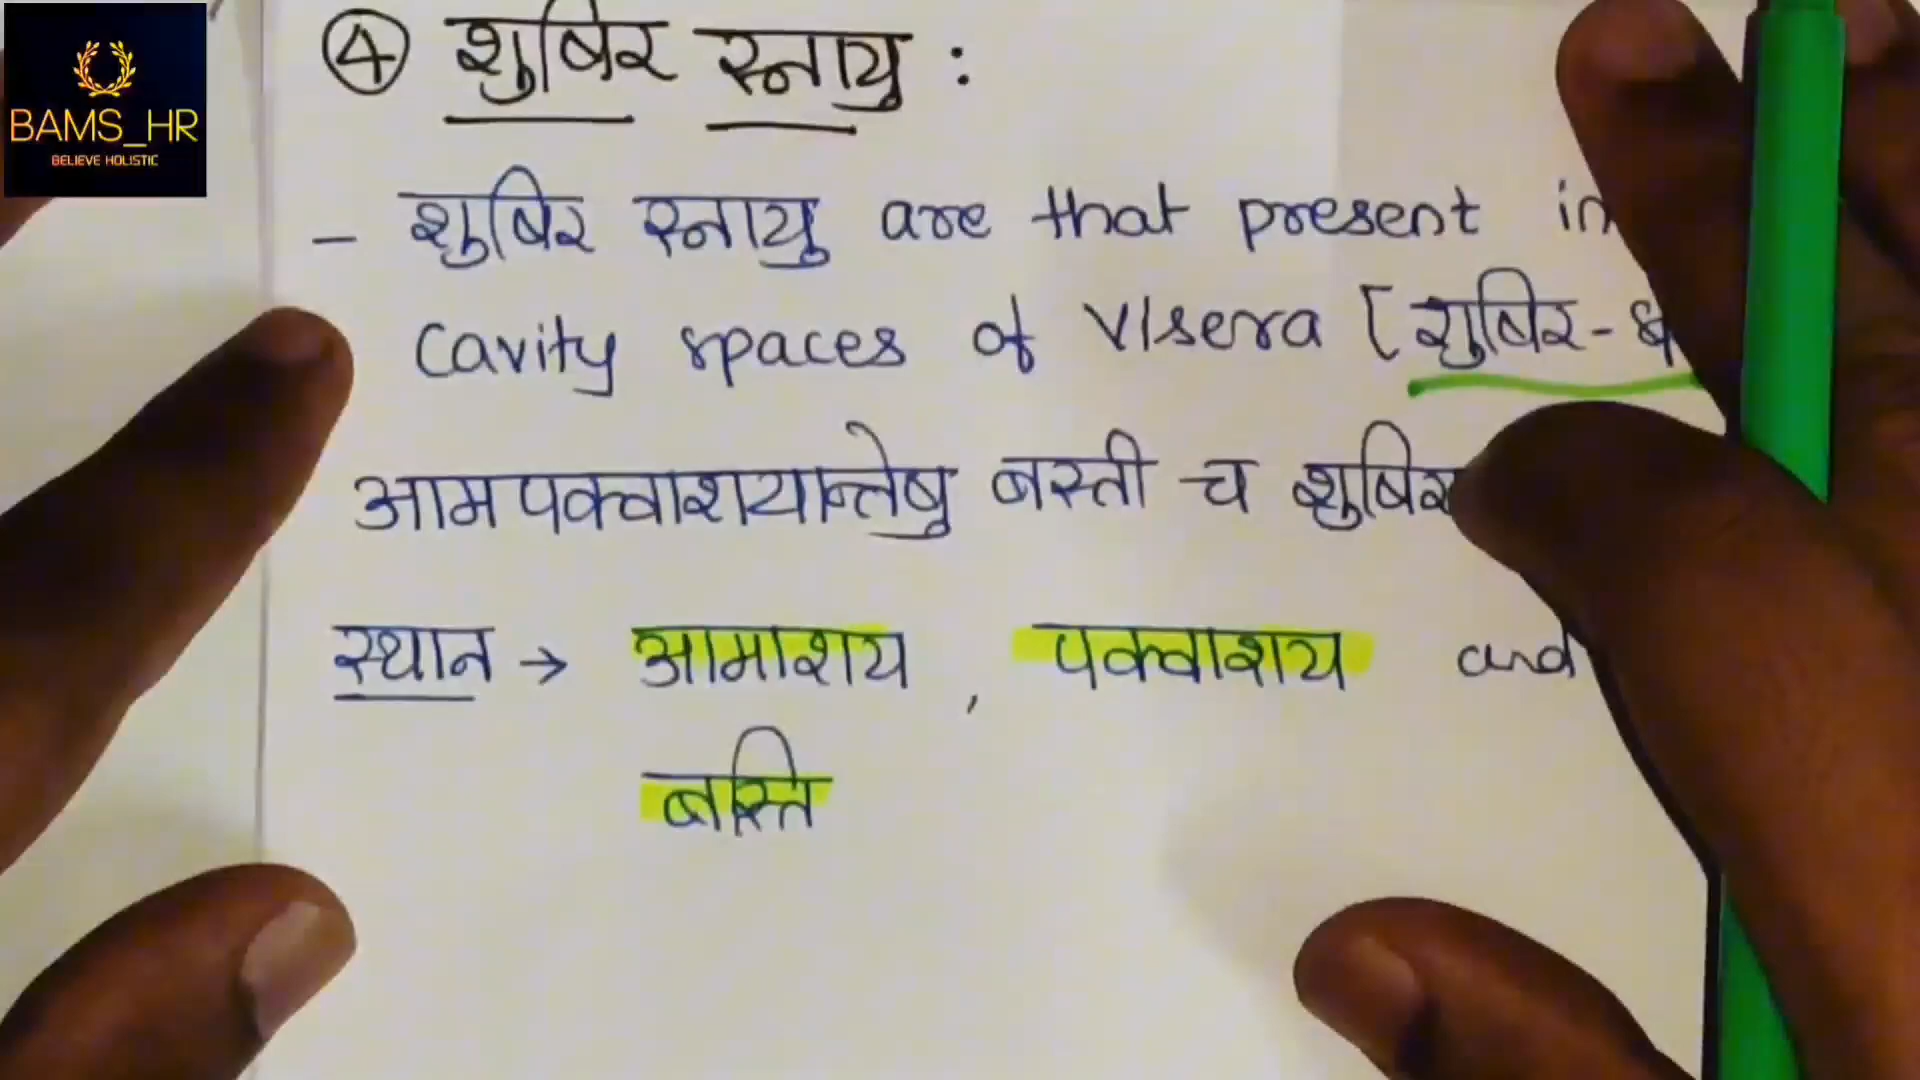 BAMS_HR
BELIEVE HOLISTIC
④ शुषिर स्नायु :
- शुषिर स्नायु are that present in
cavity spaces of visera [शुषिर-
आमपक्वाशयान्तेषु बस्तौ च
स्थान → आमाशय , पक्वाशय and
बस्ति